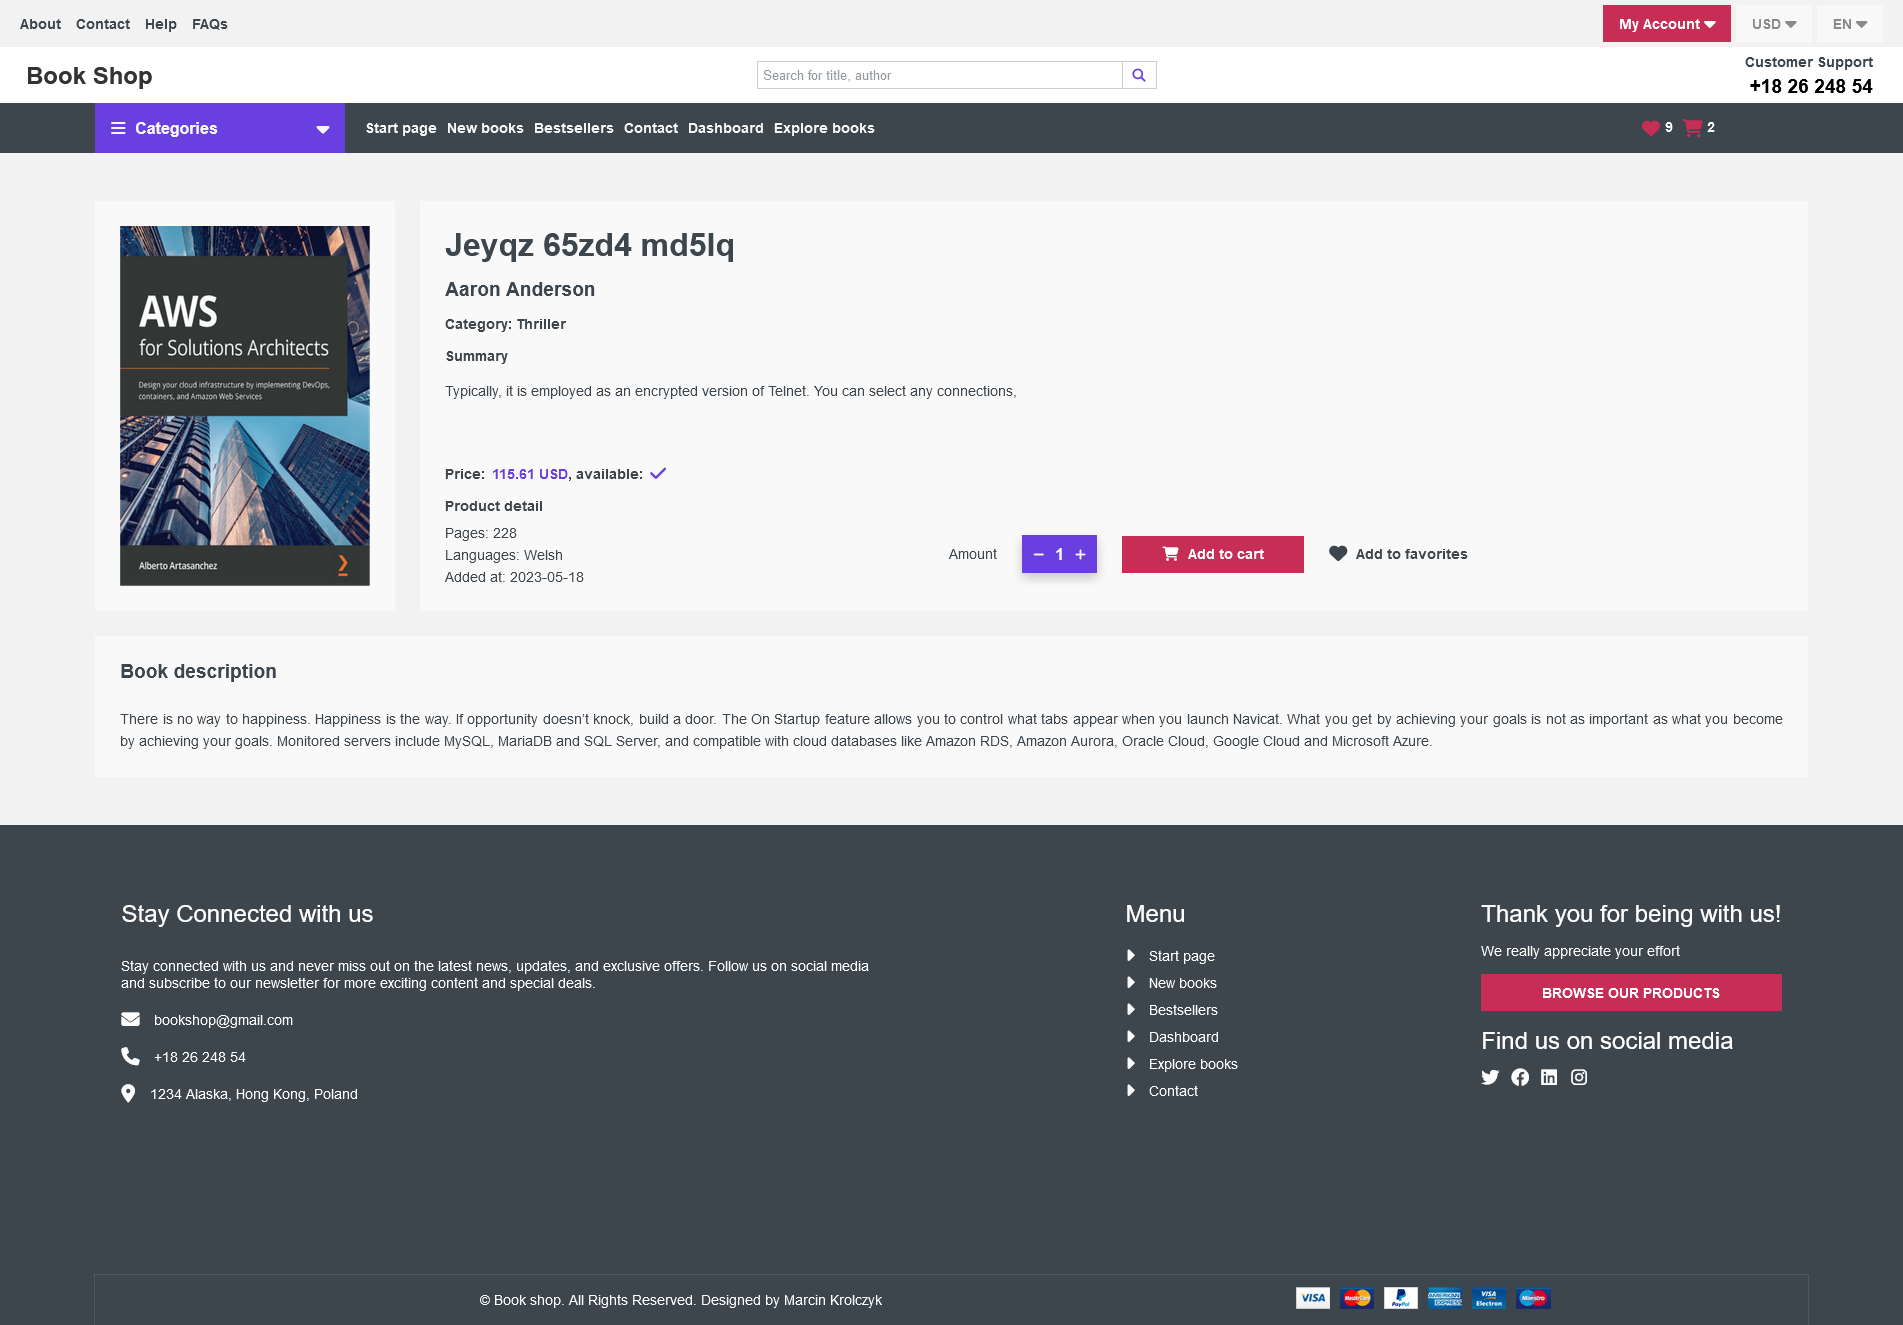 About Contact Help FAQs
My Account USD EN
Book Shop
Search for title, author
Customer Support
+18 26 248 54
Categories
Start page New books Bestsellers Contact Dashboard Explore books
9 2
AWS
for Solutions Architects
Design your cloud infrastructure by implementing DevOps,
containers, and Amazon Web Services
Alberto Artasanchez
Jeyqz 65zd4 md5lq
Aaron Anderson
Category: Thriller
Summary
Typically, it is employed as an encrypted version of Telnet. You can select any connections,
Price: 115.61 USD, available:
Product detail
Pages: 228
Languages: Welsh
Added at: 2023-05-18
Amount
− 1 +
Add to cart
Add to favorites
Book description
There is no way to happiness. Happiness is the way. If opportunity doesn’t knock, build a door. The On Startup feature allows you to control what tabs appear when you launch Navicat. What you get by achieving your goals is not as important as what you become
by achieving your goals. Monitored servers include MySQL, MariaDB and SQL Server, and compatible with cloud databases like Amazon RDS, Amazon Aurora, Oracle Cloud, Google Cloud and Microsoft Azure.
Stay Connected with us
Stay connected with us and never miss out on the latest news, updates, and exclusive offers. Follow us on social media
and subscribe to our newsletter for more exciting content and special deals.
bookshop@gmail.com
+18 26 248 54
1234 Alaska, Hong Kong, Poland
Menu
Start page
New books
Bestsellers
Dashboard
Explore books
Contact
Thank you for being with us!
We really appreciate your effort
BROWSE OUR PRODUCTS
Find us on social media
© Book shop. All Rights Reserved. Designed by Marcin Krolczyk
VISA
MasterCard
PayPal
AMERICAN EXPRESS
VISA Electron
Maestro